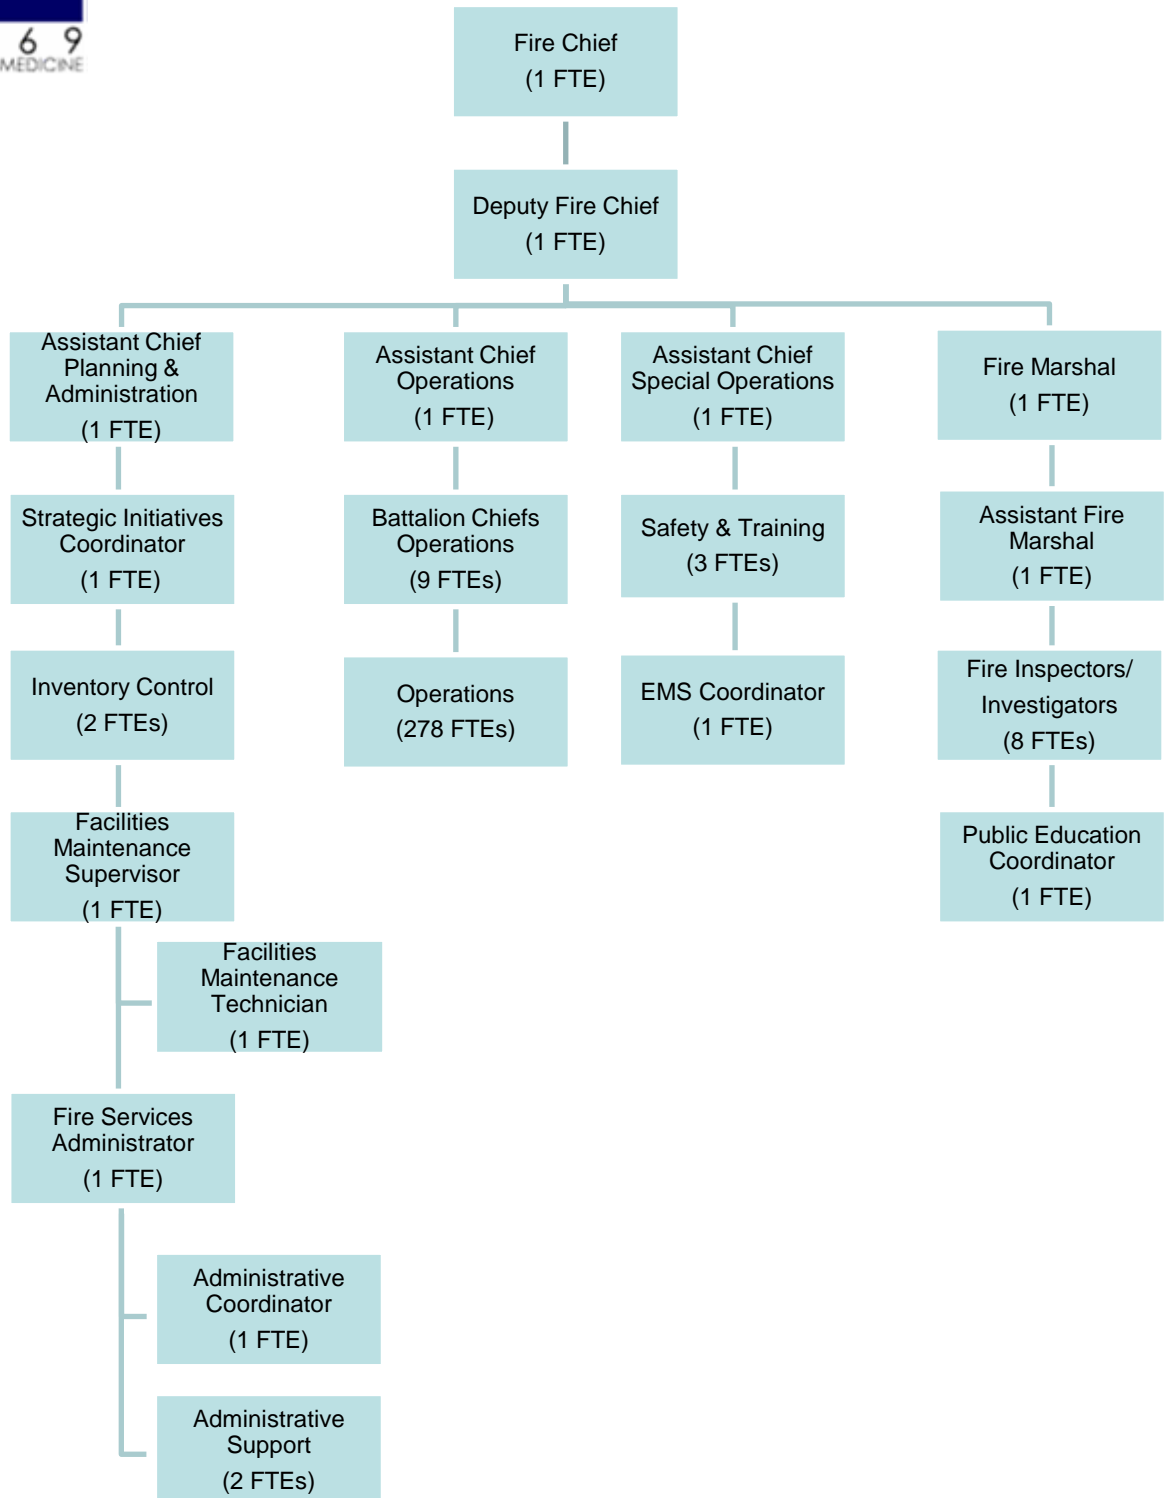 6 9
MEDICINE
Fire Chief
(1 FTE)
Deputy Fire Chief
(1 FTE)
Assistant Chief
Planning &
Administration
(1 FTE)
Assistant Chief
Operations
(1 FTE)
Assistant Chief
Special Operations
(1 FTE)
Fire Marshal
(1 FTE)
Strategic Initiatives
Coordinator
(1 FTE)
Battalion Chiefs
Operations
(9 FTEs)
Safety & Training
(3 FTEs)
Assistant Fire
Marshal
(1 FTE)
Inventory Control
(2 FTEs)
Operations
(278 FTEs)
EMS Coordinator
(1 FTE)
Fire Inspectors/
Investigators
(8 FTEs)
Facilities
Maintenance
Supervisor
(1 FTE)
Public Education
Coordinator
(1 FTE)
Facilities
Maintenance
Technician
(1 FTE)
Fire Services
Administrator
(1 FTE)
Administrative
Coordinator
(1 FTE)
Administrative
Support
(2 FTEs)